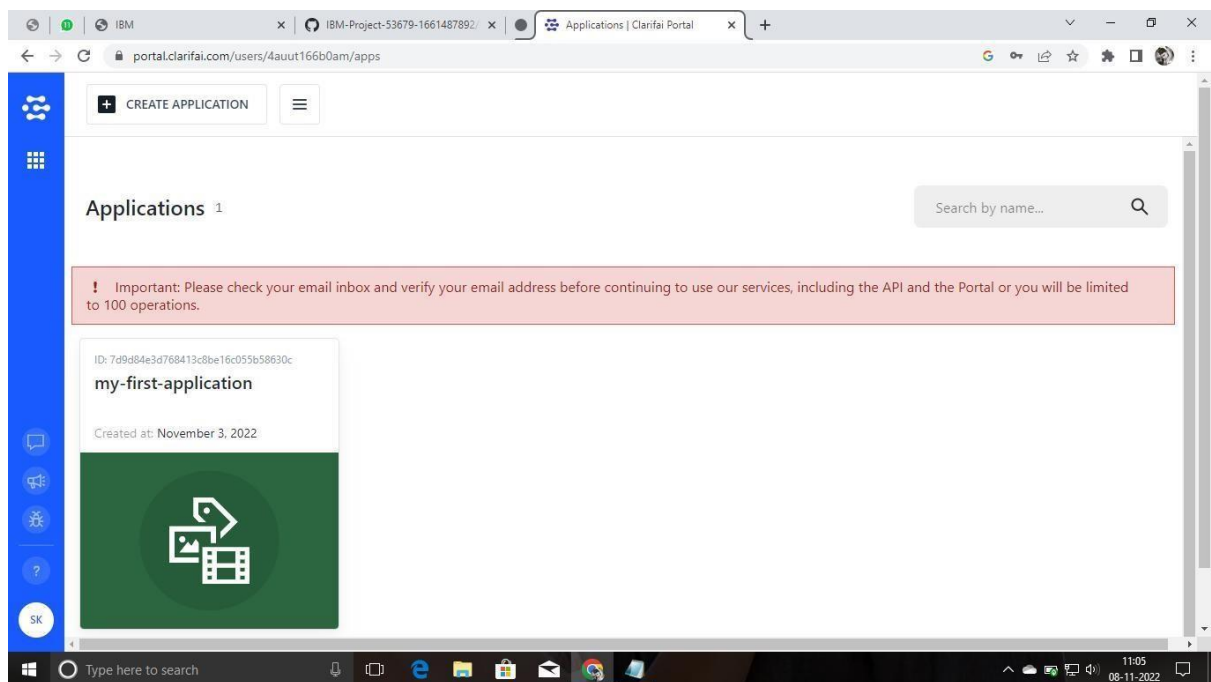 IBM
IBM-Project-53679-1661487892/
Applications | Clarifai Portal
portal.clarifai.com/users/4auut166b0am/apps
CREATE APPLICATION
Applications 1
Search by name...
! Important: Please check your email inbox and verify your email address before continuing to use our services, including the API and the Portal or you will be limited
to 100 operations.
ID: 7d9d84e3d768413c8be16c055b58630c
my-first-application
Created at: November 3, 2022
?
SK
Type here to search
11:05
08-11-2022